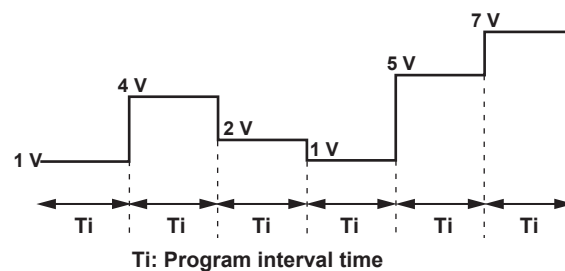 7 V
5 V
4 V
2 V
1 V
1 V
Ti Ti Ti Ti Ti Ti
Ti: Program interval time